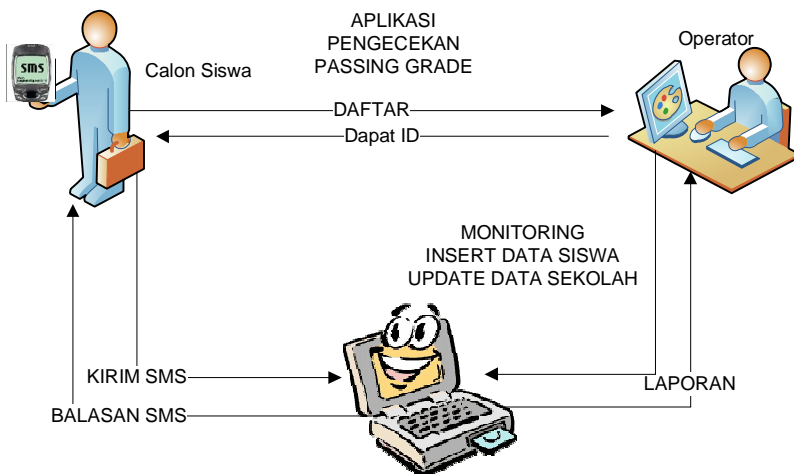 APLIKASI
PENGECEKAN
PASSING GRADE
Operator
sms
Calon Siswa
DAFTAR
Dapat ID
MONITORING
INSERT DATA SISWA
UPDATE DATA SEKOLAH
KIRIM SMS
LAPORAN
BALASAN SMS